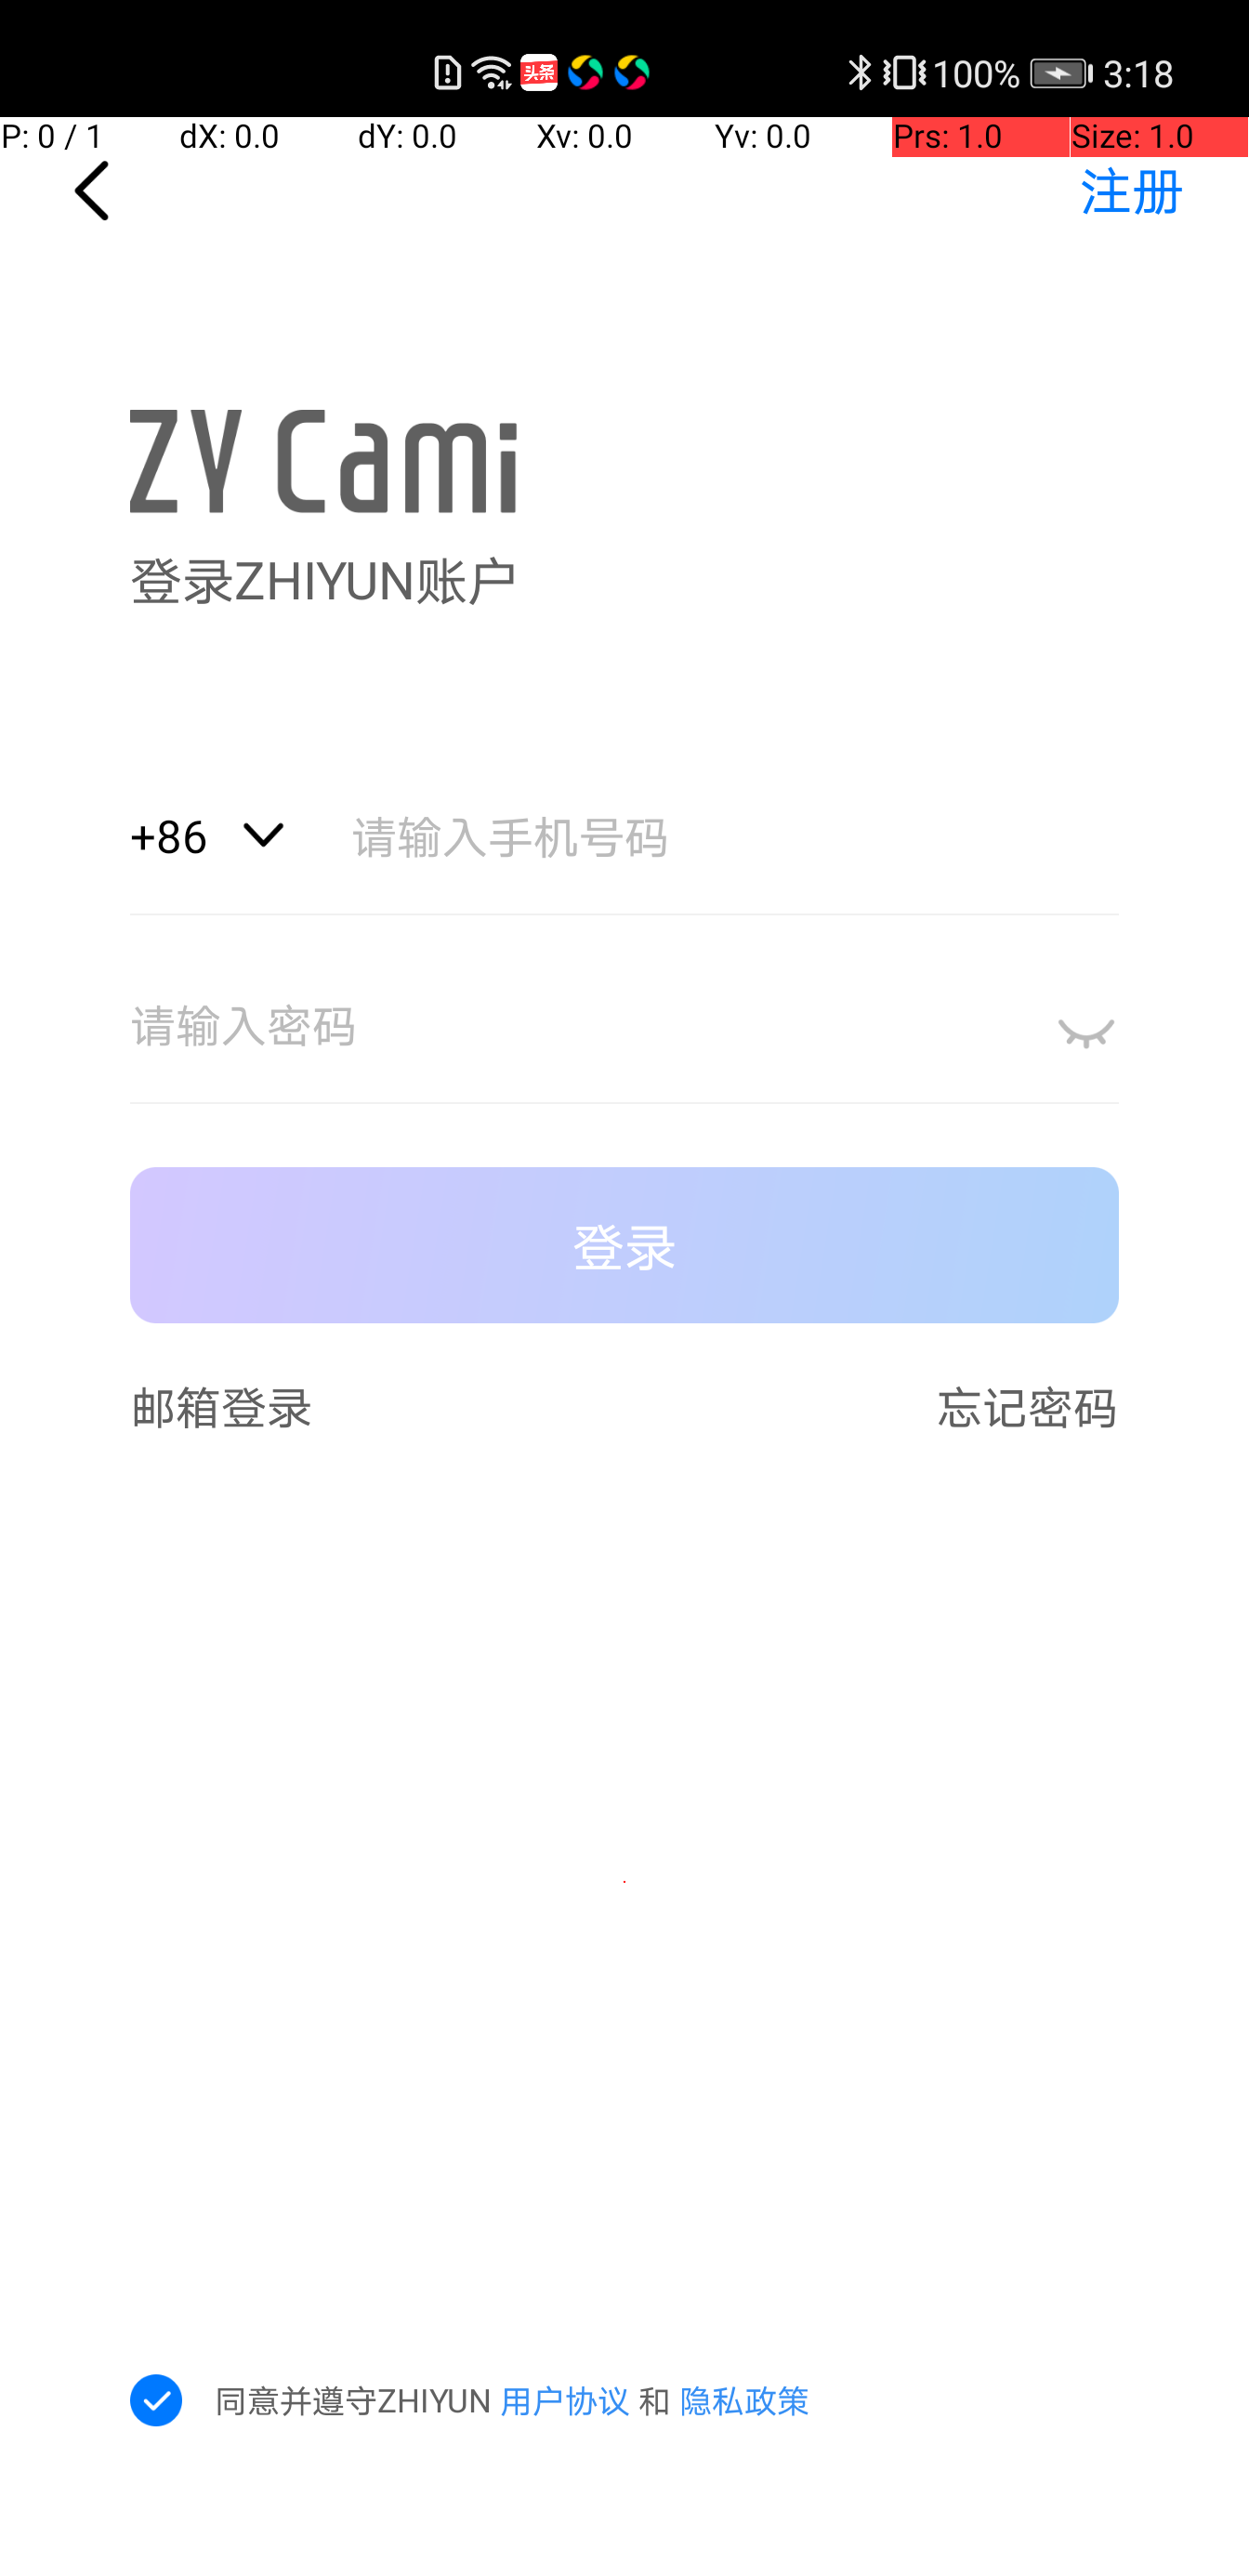 头条 100% 3:18
P: 0 / 1 dX: 0.0 dY: 0.0 Xv: 0.0 Yv: 0.0 Prs: 1.0 Size: 1.0
注册
ZY Cami
登录ZHIYUN账户
+86 请输入手机号码
请输入密码
登录
邮箱登录 忘记密码
同意并遵守ZHIYUN 用户协议 和 隐私政策